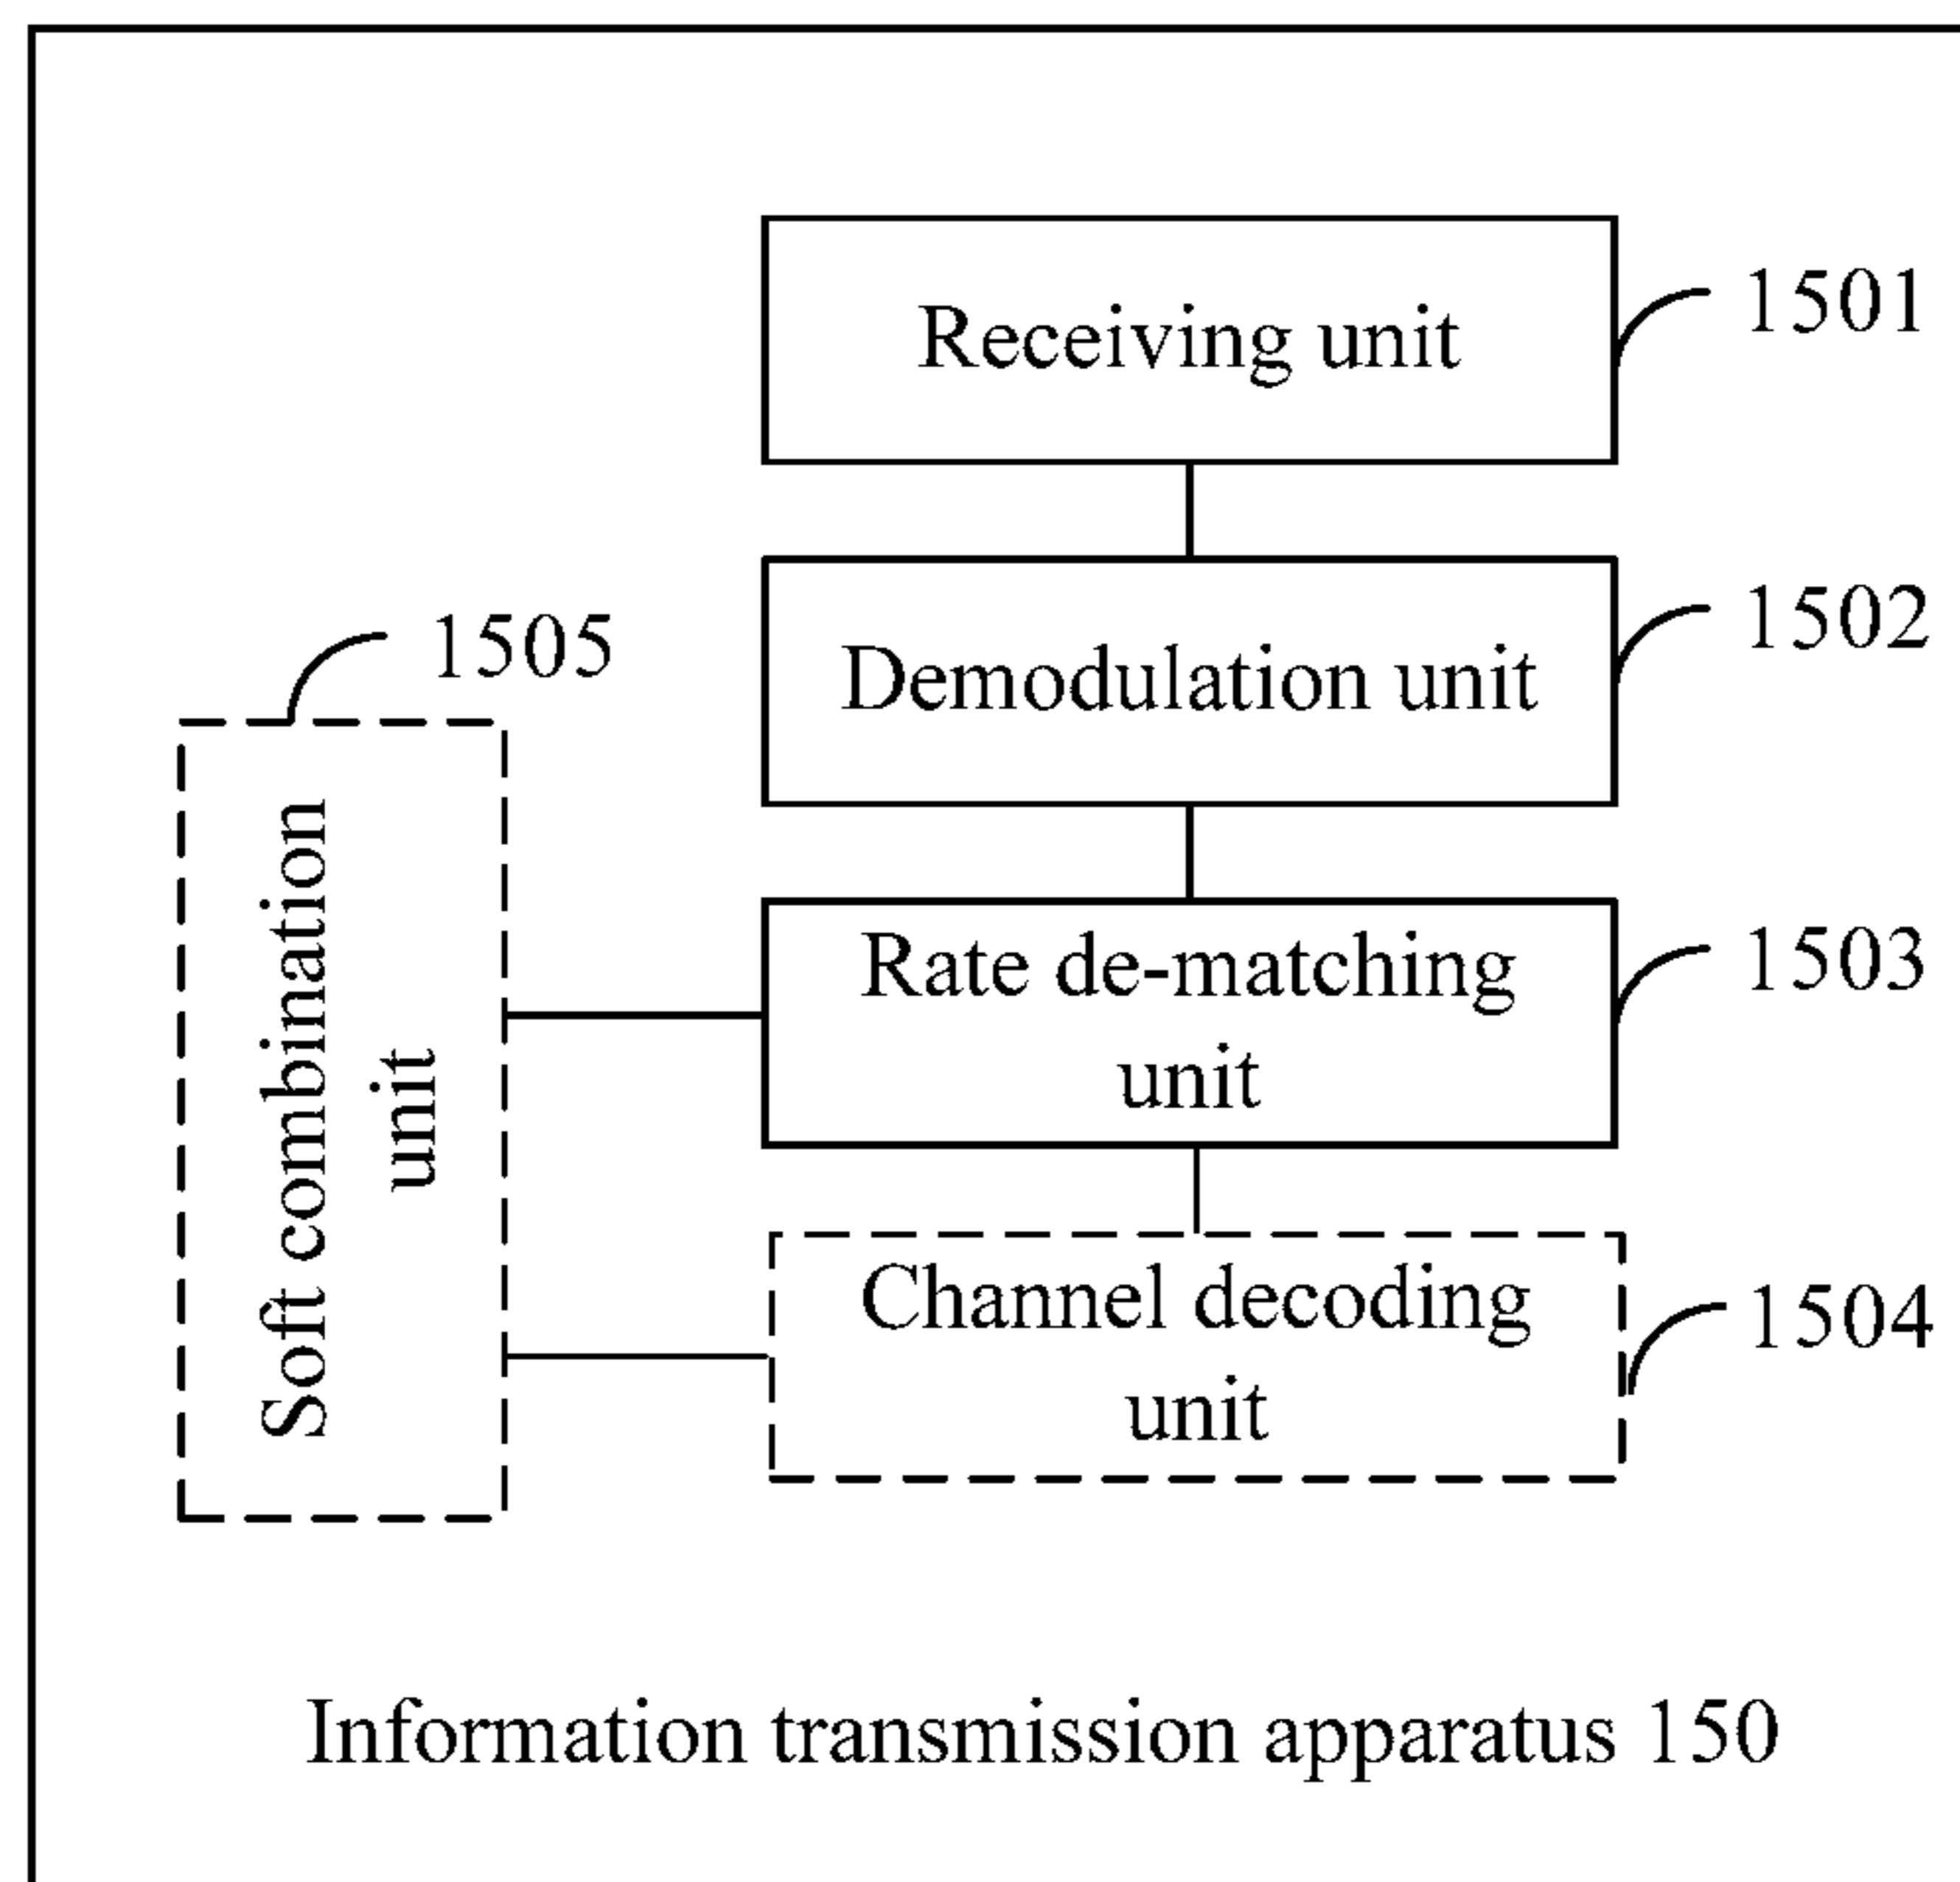 Receiving unit
1501
Demodulation unit
1502
1505
Soft combination
unit
Rate de-matching
unit
1503
Channel decoding
unit
1504
Information transmission apparatus 150